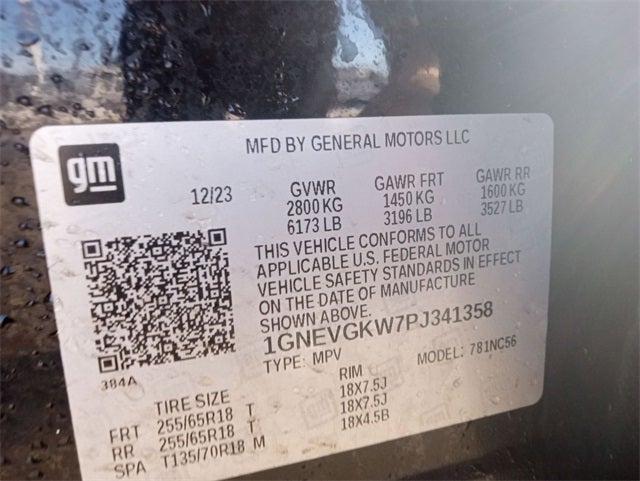 gm
MFD BY GENERAL MOTORS LLC
12/23
GVWR GAWR FRT GAWR RR
2800 KG 1450 KG 1600 KG
6173 LB 3196 LB 3527 LB
THIS VEHICLE CONFORMS TO ALL
APPLICABLE U.S. FEDERAL MOTOR
VEHICLE SAFETY STANDARDS IN EFFECT
ON THE DATE OF MANUFACTURE
SHOWN ABOVE.
1GNEVGKW7PJ341358
TYPE: MPV MODEL: 781NC56
384A
TIRE SIZE RIM
FRT 255/65R18 T 18X7.5J
RR 255/65R18 T 18X7.5J
SPA T135/70R18 M 18X4.5B